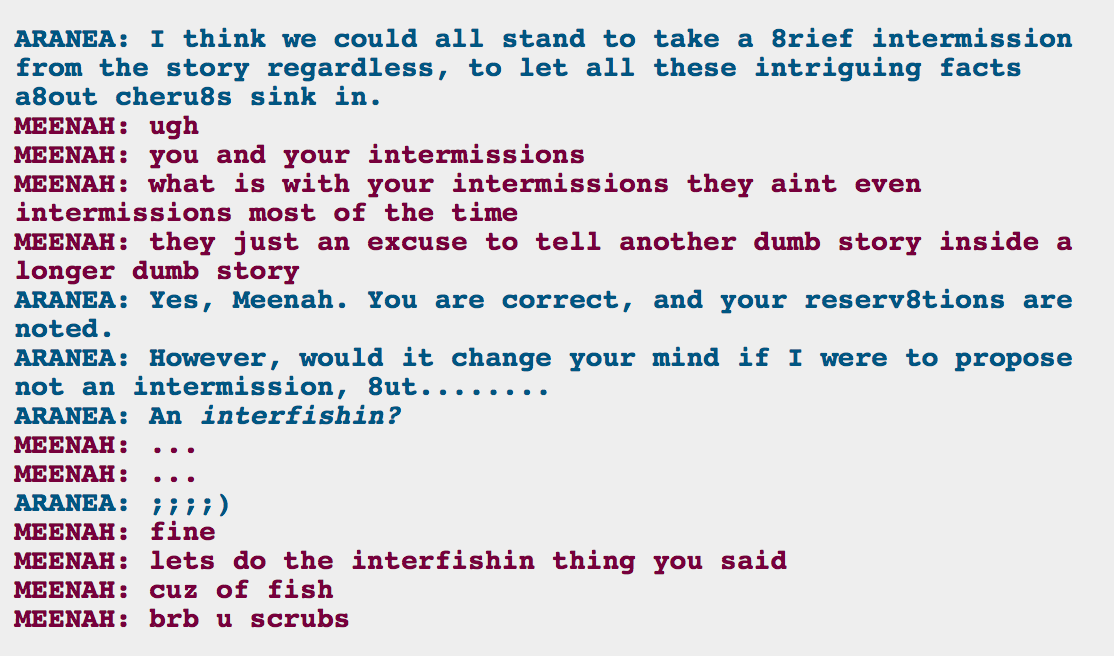 ARANEA: I think we could all stand to take a 8rief intermission
from the story regardless, to let all these intriguing facts
a8out cheru8s sink in.
MEENAH: ugh
MEENAH: you and your intermissions
MEENAH: what is with your intermissions they aint even
intermissions most of the time
MEENAH: they just an excuse to tell another dumb story inside a
longer dumb story
ARANEA: Yes, Meenah. You are correct, and your reserv8tions are
noted.
ARANEA: However, would it change your mind if I were to propose
not an intermission, 8ut........
ARANEA: An interfishin?
MEENAH: ...
MEENAH: ...
ARANEA: ;;;;)
MEENAH: fine
MEENAH: lets do the interfishin thing you said
MEENAH: cuz of fish
MEENAH: brb u scrubs